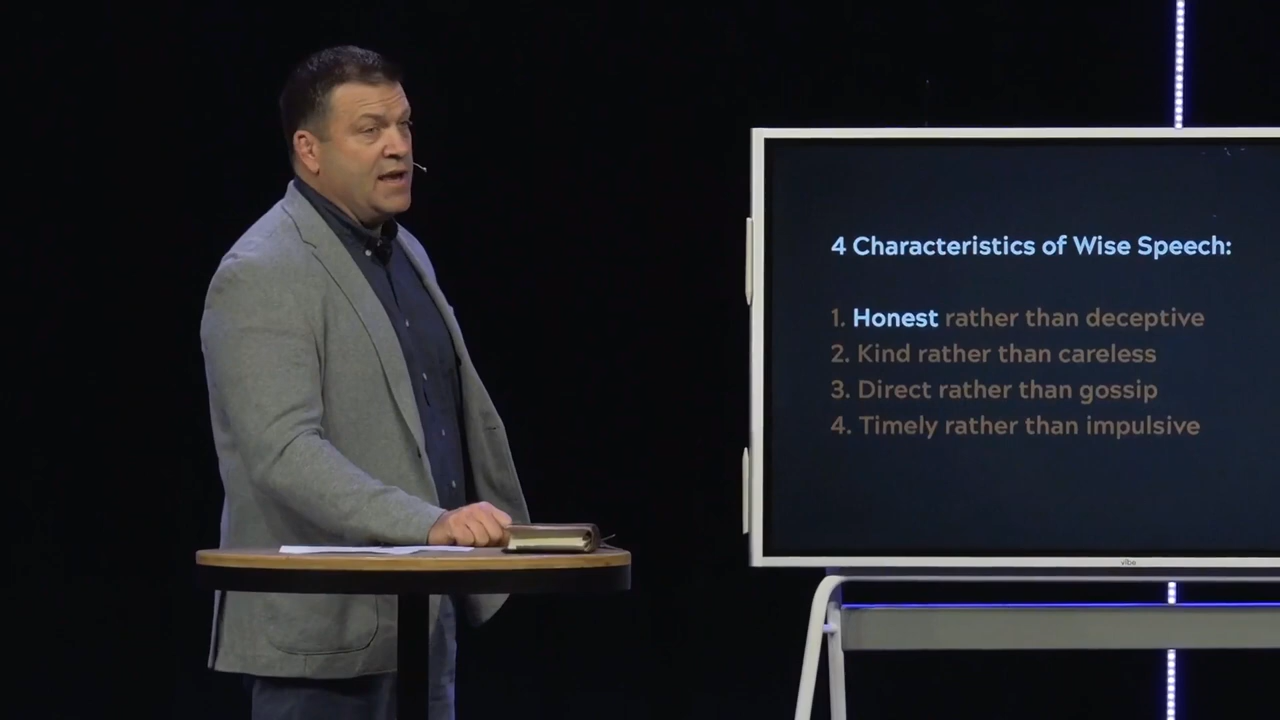 4 Characteristics of Wise Speech:
1. Honest rather than deceptive
2. Kind rather than careless
3. Direct rather than gossip
4. Timely rather than impulsive
vibe